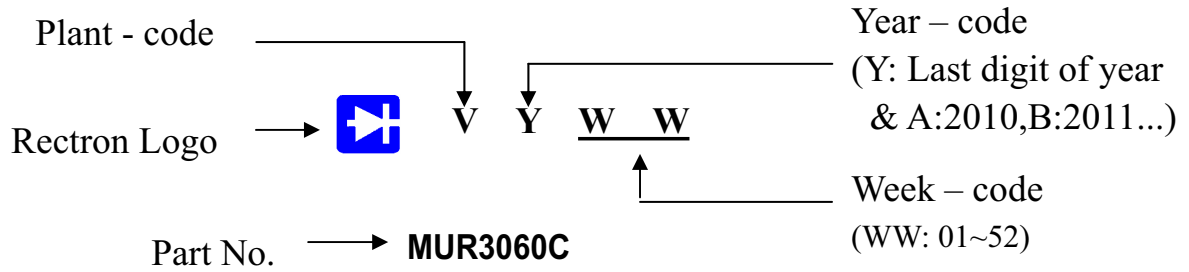 Plant - code
Year – code
(Y: Last digit of year
& A:2010,B:2011...)
V Y W W
Rectron Logo
Week – code
(WW: 01~52)
Part No.
MUR3060C